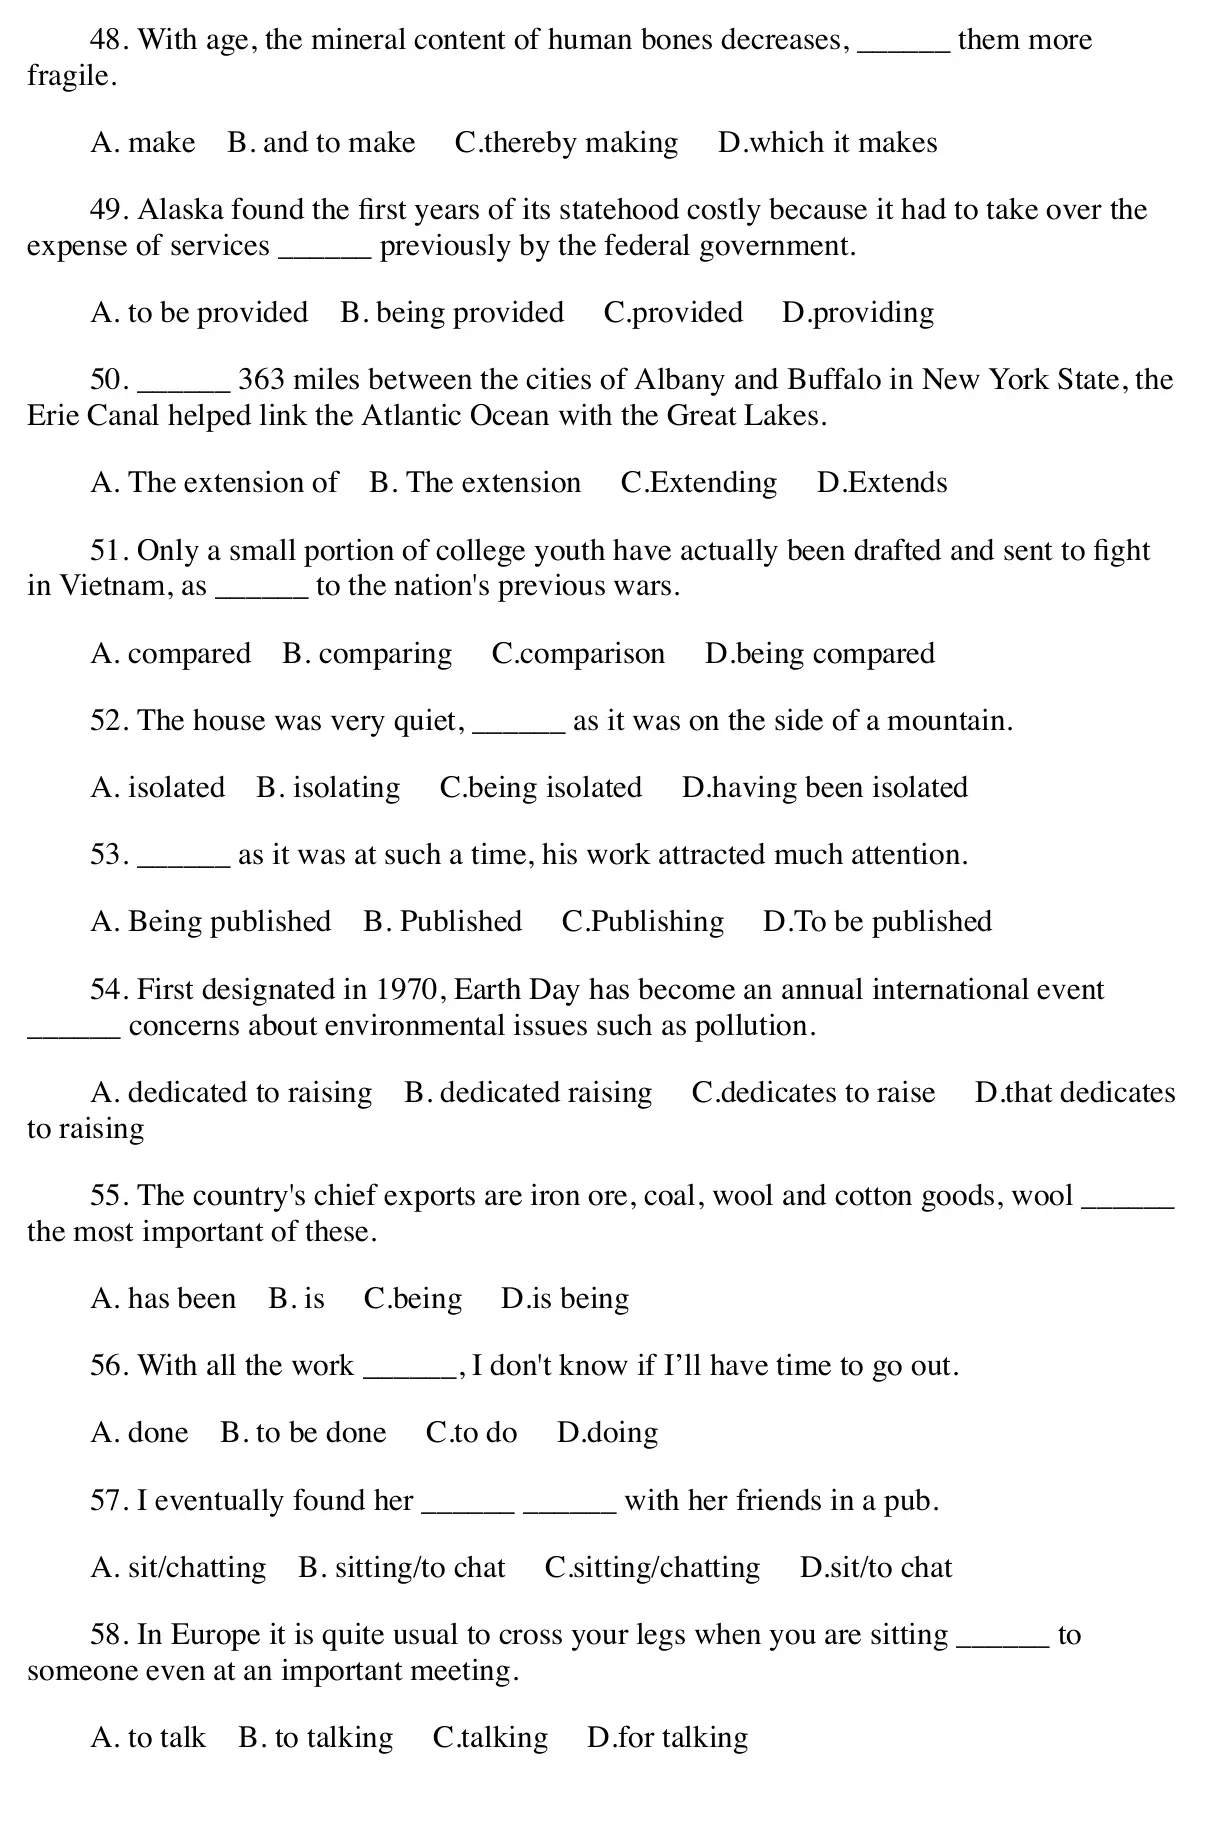 48. With age, the mineral content of human bones decreases, ______ them more
fragile.
A. make B. and to make C.thereby making D.which it makes
49. Alaska found the first years of its statehood costly because it had to take over the
expense of services ______ previously by the federal government.
A. to be provided B. being provided C.provided D.providing
50. ______ 363 miles between the cities of Albany and Buffalo in New York State, the
Erie Canal helped link the Atlantic Ocean with the Great Lakes.
A. The extension of B. The extension C.Extending D.Extends
51. Only a small portion of college youth have actually been drafted and sent to fight
in Vietnam, as ______ to the nation's previous wars.
A. compared B. comparing C.comparison D.being compared
52. The house was very quiet, ______ as it was on the side of a mountain.
A. isolated B. isolating C.being isolated D.having been isolated
53. ______ as it was at such a time, his work attracted much attention.
A. Being published B. Published C.Publishing D.To be published
54. First designated in 1970, Earth Day has become an annual international event
______ concerns about environmental issues such as pollution.
A. dedicated to raising B. dedicated raising C.dedicates to raise D.that dedicates
to raising
55. The country's chief exports are iron ore, coal, wool and cotton goods, wool ______
the most important of these.
A. has been B. is C.being D.is being
56. With all the work ______, I don't know if I’ll have time to go out.
A. done B. to be done C.to do D.doing
57. I eventually found her ______ ______ with her friends in a pub.
A. sit/chatting B. sitting/to chat C.sitting/chatting D.sit/to chat
58. In Europe it is quite usual to cross your legs when you are sitting ______ to
someone even at an important meeting.
A. to talk B. to talking C.talking D.for talking